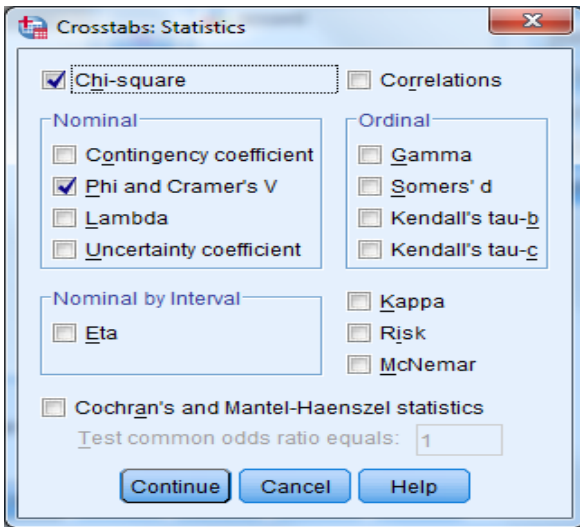 Crosstabs: Statistics
Chi-square
Correlations
Nominal
Contingency coefficient
Phi and Cramer's V
Lambda
Uncertainty coefficient
Ordinal
Gamma
Somers' d
Kendall's tau-b
Kendall's tau-c
Nominal by Interval
Eta
Kappa
Risk
McNemar
Cochran's and Mantel-Haenszel statistics
Test common odds ratio equals: 1
Continue Cancel Help